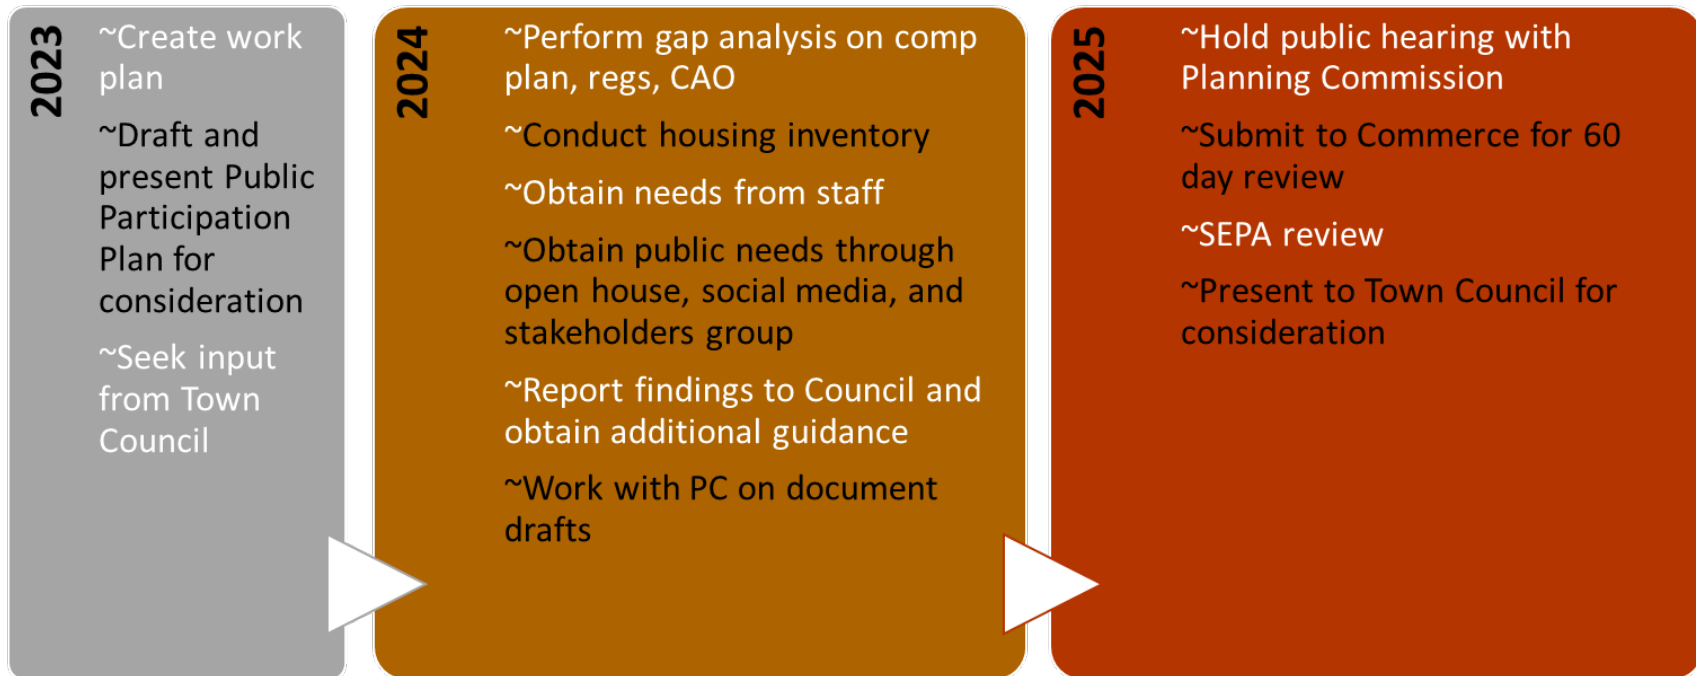 2023
~Create work
plan
~Draft and
present Public
Participation
Plan for
consideration
~Seek input
from Town
Council
2024
~Perform gap analysis on comp
plan, regs, CAO
~Conduct housing inventory
~Obtain needs from staff
~Obtain public needs through
open house, social media, and
stakeholders group
~Report findings to Council and
obtain additional guidance
~Work with PC on document
drafts
2025
~Hold public hearing with
Planning Commission
~Submit to Commerce for 60
day review
~SEPA review
~Present to Town Council for
consideration